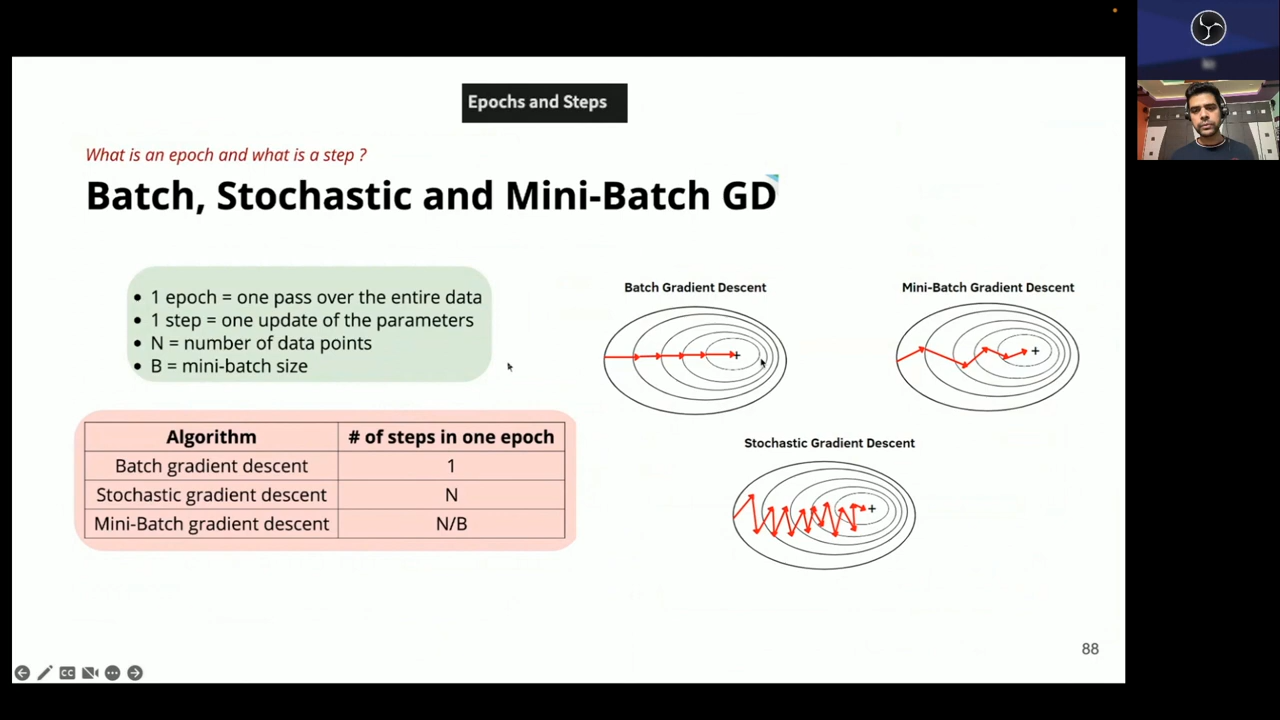 Epochs and Steps
What is an epoch and what is a step ?
Batch, Stochastic and Mini-Batch GD
• 1 epoch = one pass over the entire data
• 1 step = one update of the parameters
• N = number of data points
• B = mini-batch size
Algorithm # of steps in one epoch
Batch gradient descent 1
Stochastic gradient descent N
Mini-Batch gradient descent N/B
Batch Gradient Descent
Mini-Batch Gradient Descent
Stochastic Gradient Descent
88
CC